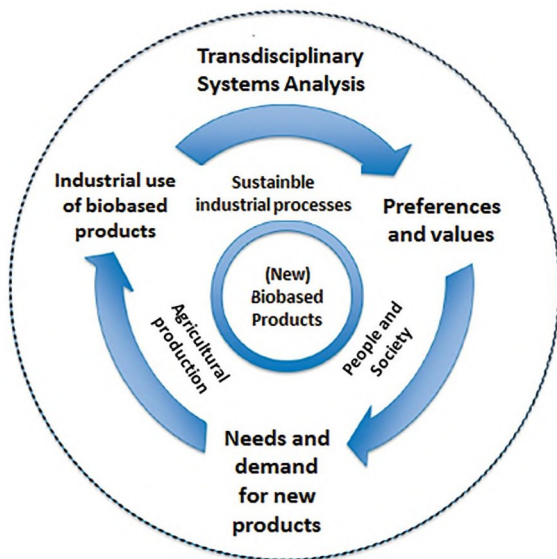 Transdisciplinary
Systems Analysis
Industrial use
of biobased
products
Sustainble
industrial processes
Preferences
and values
(New)
Biobased
Products
Agricultural
production
People and
Society
Needs and
demand
for new
products